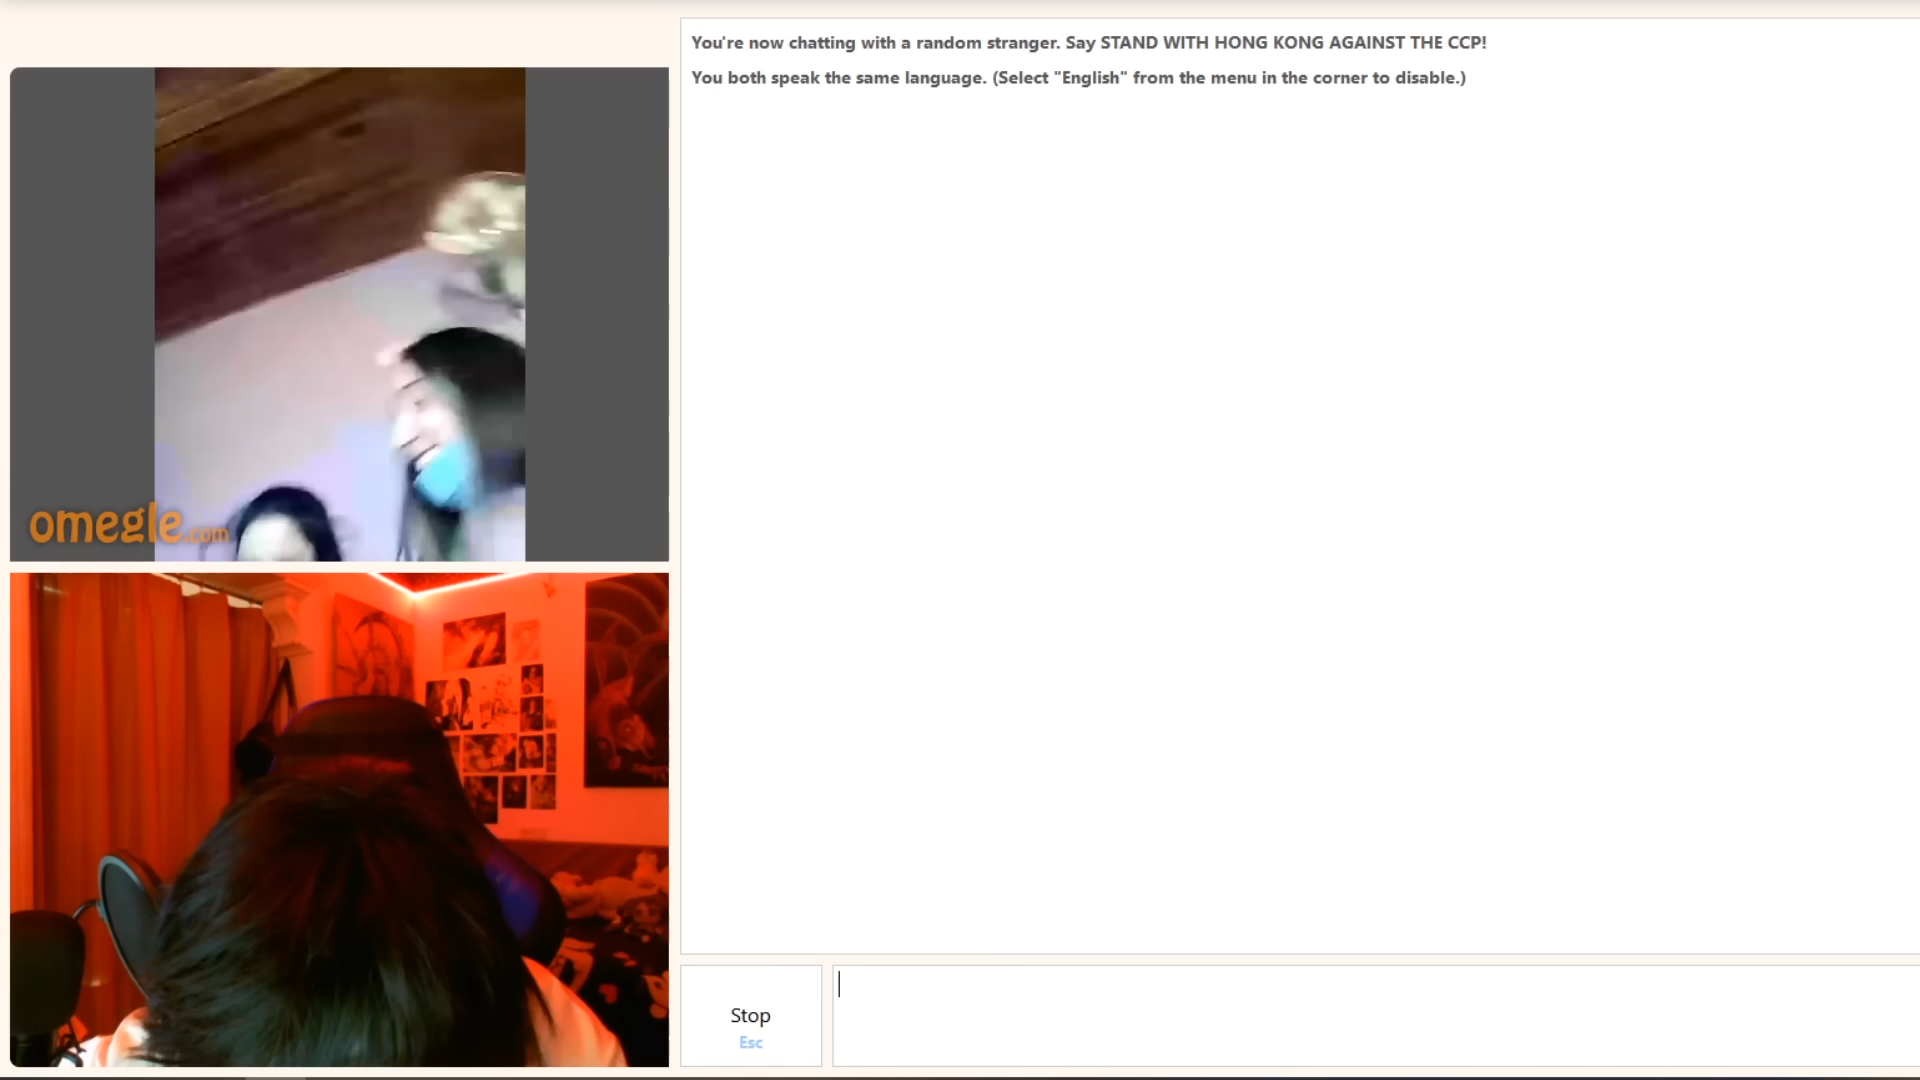 You're now chatting with a random stranger. Say STAND WITH HONG KONG AGAINST THE CCP!
You both speak the same language. (Select "English" from the menu in the corner to disable.)
omegle.com
Stop
Esc